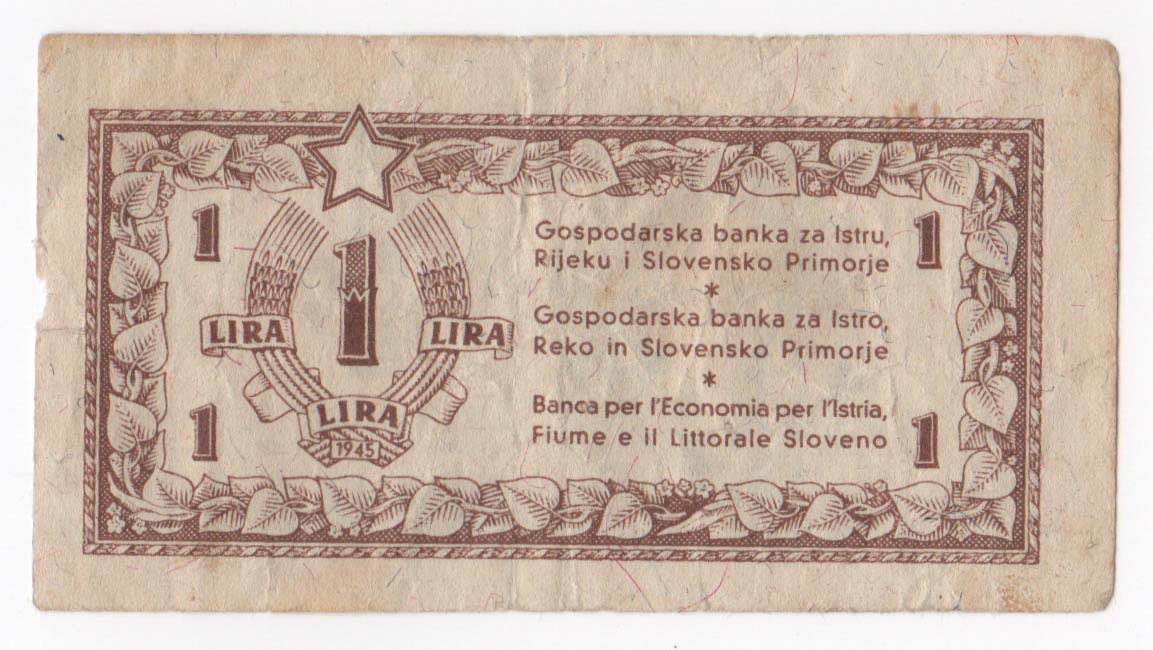 1
1
Gospodarska banka za Istru,
Rijeku i Slovensko Primorje
*
Gospodarska banka za Istro,
Reko in Slovensko Primorje
*
Banca per l'Economia per l'Istria,
Fiume e il Littorale Sloveno
1
LIRA
LIRA
LIRA
1945
1
1
1